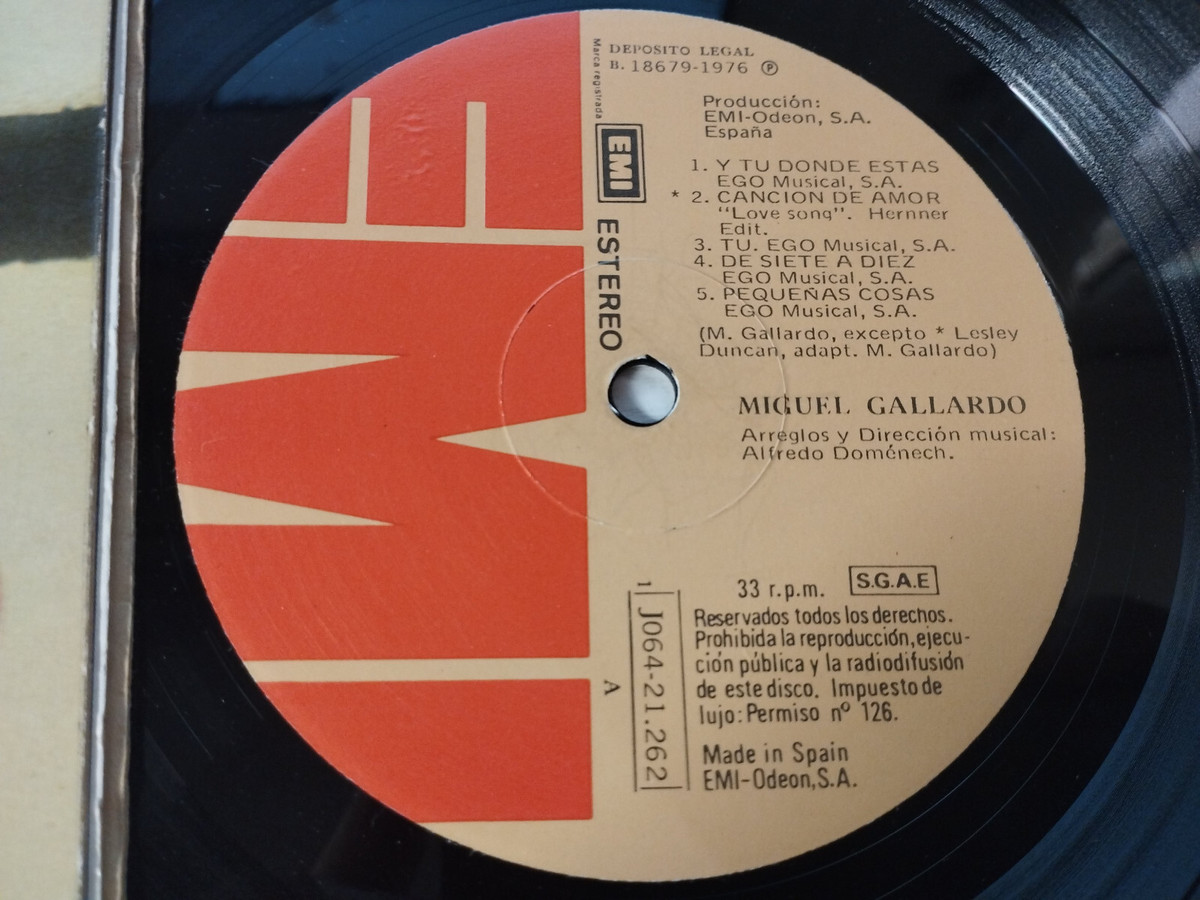 DEPOSITO LEGAL
B. 18679-1976 Ⓟ
Marca registrada
EMI
ESTEREO
Producción:
EMI-Odeon, S.A.
España
1. Y TU DONDE ESTAS
EGO Musical, S.A.
* 2. CANCION DE AMOR
"Love song". Hernner
Edit.
3. TU. EGO Musical, S.A.
4. DE SIETE A DIEZ
EGO Musical, S.A.
5. PEQUEÑAS COSAS
EGO Musical, S.A.
(M. Gallardo, excepto * Lesley
Duncan, adapt. M. Gallardo)
MIGUEL GALLARDO
Arreglos y Dirección musical:
Alfredo Doménech.
33 r.p.m. S.G.A.E
Reservados todos los derechos.
Prohibida la reproducción, ejecu-
ción pública y la radiodifusión
de este disco. Impuesto de
lujo: Permiso nº 126.
Made in Spain
EMI-Odeon, S.A.
1 J064-21.262
A
EMI